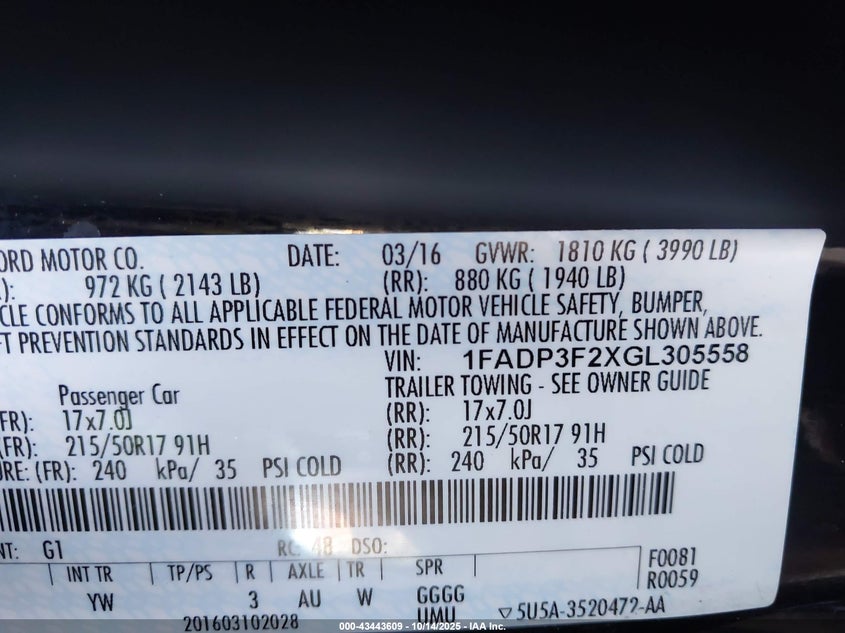 ORD MOTOR CO. DATE: 03/16 GVWR: 1810 KG ( 3990 LB)
): 972 KG ( 2143 LB) (RR): 880 KG ( 1940 LB)
CLE CONFORMS TO ALL APPLICABLE FEDERAL MOTOR VEHICLE SAFETY, BUMPER,
FT PREVENTION STANDARDS IN EFFECT ON THE DATE OF MANUFACTURE SHOWN ABOVE.
VIN: 1FADP3F2XGL305558
Passenger Car TRAILER TOWING - SEE OWNER GUIDE
FR): 17x7.0J (RR): 17x7.0J
(FR): 215/50R17 91H (RR): 215/50R17 91H
URE: (FR): 240 kPa/ 35 PSI COLD (RR): 240 kPa/ 35 PSI COLD
NT: G1 RC: 48 DSO:
INT TR TP/PS R AXLE TR SPR F0081
R0059
YW 3 AU W GGGG
UMU
201603102028 ▽5U5A-3520472-AA
000-43443609 - 10/14/2025 - IAA Inc.